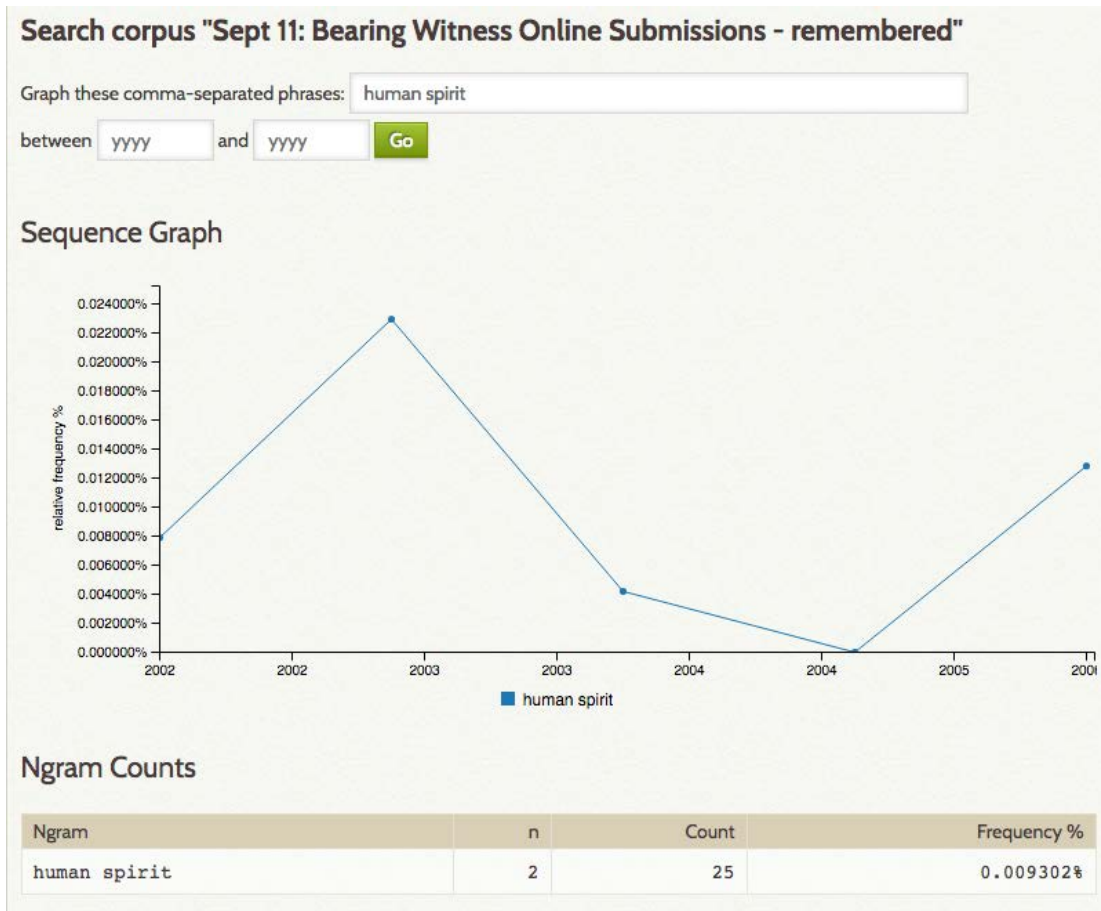 Search corpus "Sept 11: Bearing Witness Online Submissions - remembered"
Graph these comma-separated phrases: human spirit
between yyyy and yyyy Go
Sequence Graph
0.024000%
0.022000%
0.020000%
0.018000%
0.016000%
0.014000%
0.012000%
0.010000%
0.008000%
0.006000%
0.004000%
0.002000%
0.000000%
relative frequency %
2002 2002 2003 2003 2004 2004 2005
human spirit
Ngram Counts
Ngram n Count Frequency %
human spirit 2 25 0.009302%